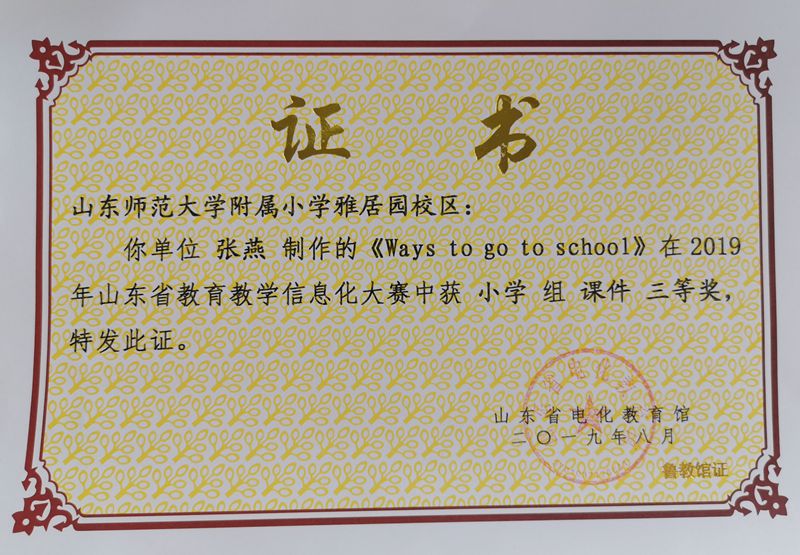 证书
山东师范大学附属小学雅居园校区：
你单位 张燕 制作的《Ways to go to school》在2019
年山东省教育教学信息化大赛中获 小学 组 课件 三等奖，
特发此证。
山东省电化教育馆
二〇一九年八月
鲁教馆证